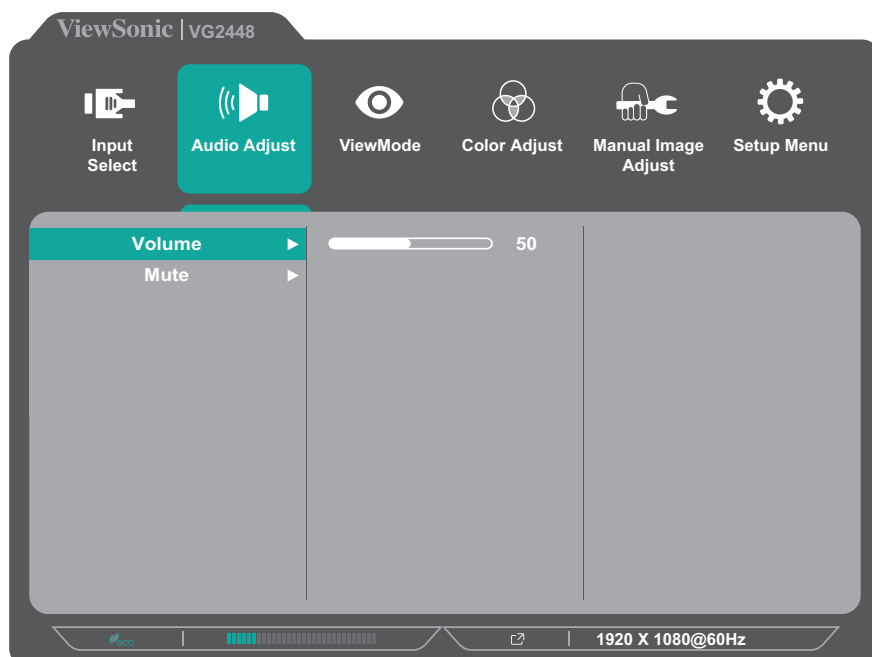 ViewSonic | VG2448
Input Select
Audio Adjust
ViewMode
Color Adjust
Manual Image Adjust
Setup Menu
Volume 50
Mute
eco
1920 X 1080@60Hz